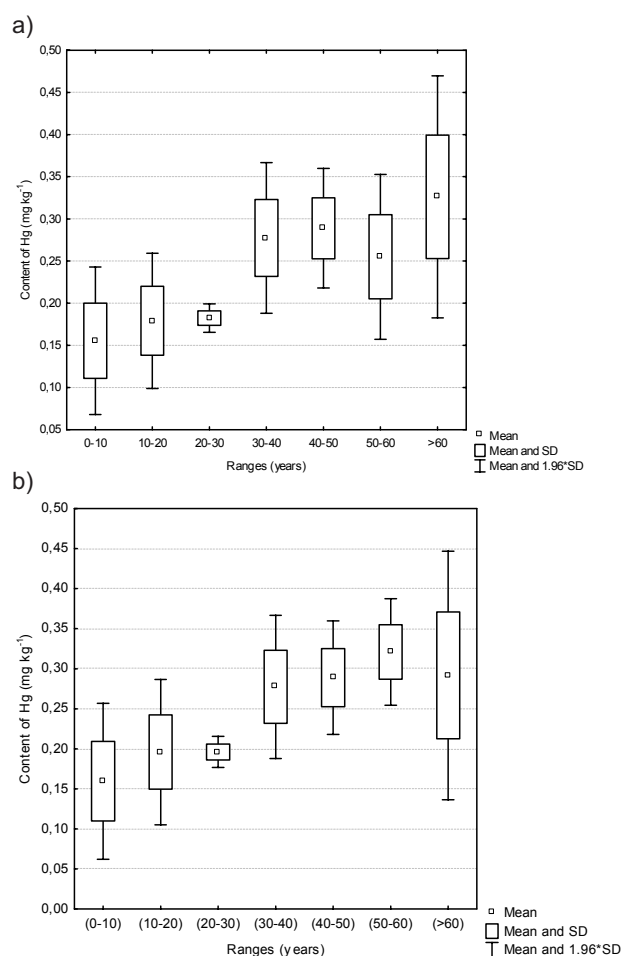 a)
0,50
0,45
0,40
0,35
0,30
0,25
0,20
0,15
0,10
0,05
Content of Hg (mg kg-1)
0-10 10-20 20-30 30-40 40-50 50-60 >60
Ranges (years)
Mean
Mean and SD
Mean and 1.96*SD
b)
0,50
0,45
0,40
0,35
0,30
0,25
0,20
0,15
0,10
0,05
0,00
Content of Hg (mg kg-1)
(0-10) (10-20) (20-30) (30-40) (40-50) (50-60) (>60)
Ranges (years)
Mean
Mean and SD
Mean and 1.96*SD